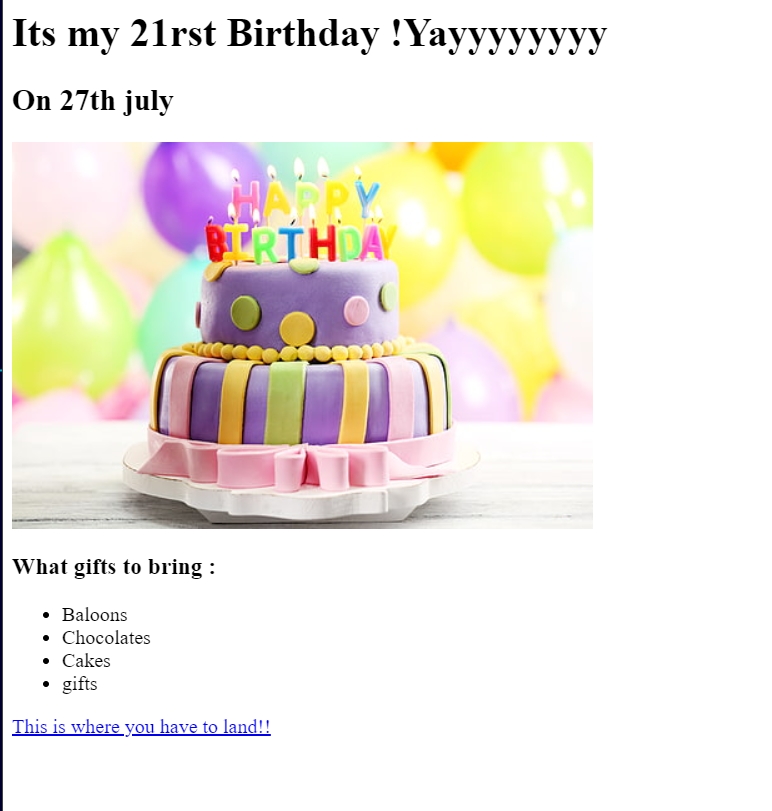 Its my 21rst Birthday !Yayyyyyyyy
On 27th july
HAPPY
BIRTHDAY
What gifts to bring :
Baloons
Chocolates
Cakes
gifts
This is where you have to land!!